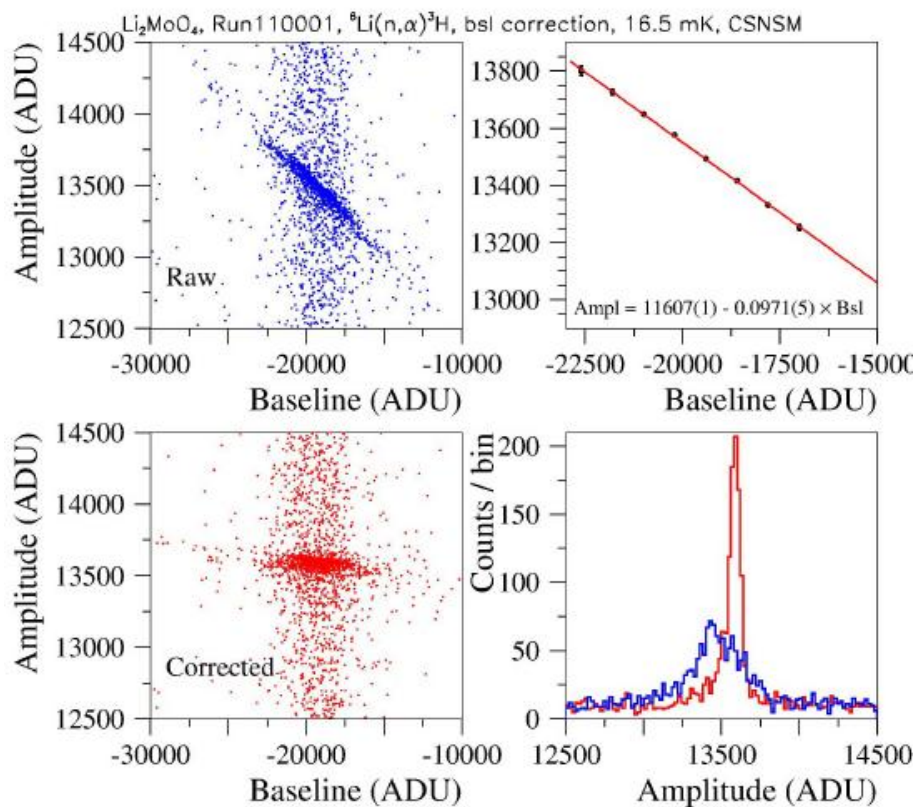 Li₂MoO₄, Run110001, ⁶Li(n,α)³H, bsl correction, 16.5 mK, CSNSM
Amplitude (ADU)
14500
14000
13500
13000
12500
Raw
-30000 -20000 -10000
Baseline (ADU)
13800
13600
13400
13200
13000
Ampl = 11607(1) - 0.0971(5) × Bsl
-22500 -20000 -17500 -15000
Baseline (ADU)
Amplitude (ADU)
14500
14000
13500
13000
12500
Corrected
-30000 -20000 -10000
Baseline (ADU)
Counts / bin
200
150
100
50
0
12500 13500 14500
Amplitude (ADU)